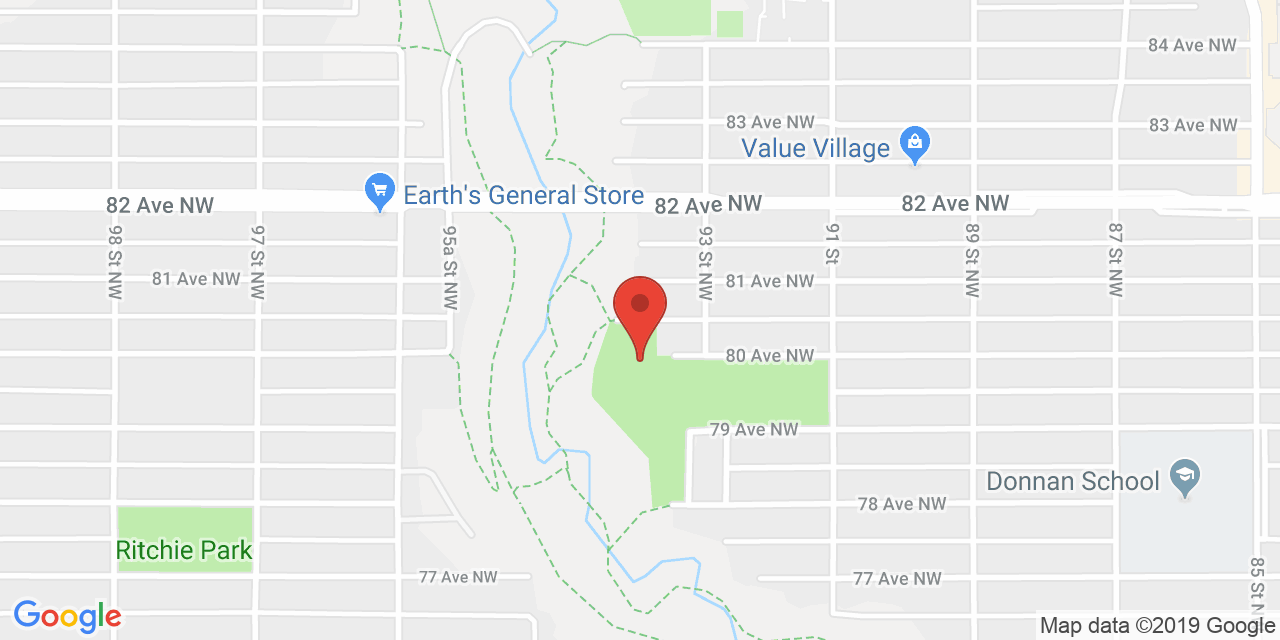 84 Ave NW
83 Ave NW
83 Ave NW
Value Village
Earth's General Store
82 Ave NW
82 Ave NW
82 Ave NW
98 St NW
97 St NW
95a St NW
93 St NW
91 St
89 St NW
87 St NW
81 Ave NW
81 Ave NW
80 Ave NW
79 Ave NW
Donnan School
78 Ave NW
Ritchie Park
77 Ave NW
77 Ave NW
85 St N
Google
Map data ©2019 Google